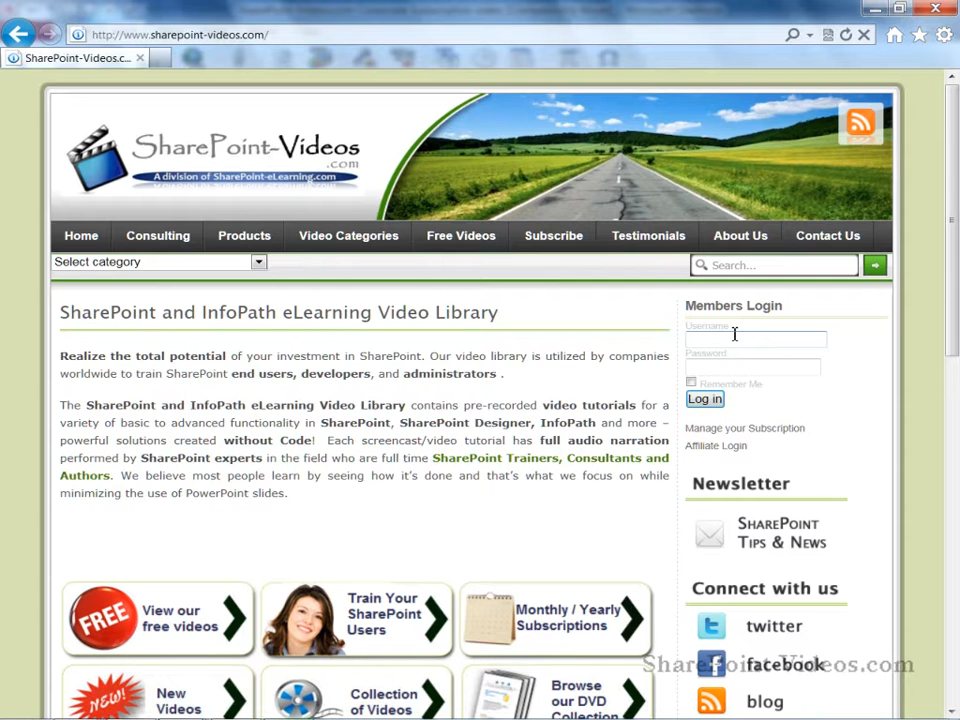 http://www.sharepoint-videos.com/
SharePoint-Videos.c...
SharePoint-Videos
.com
A division of SharePoint-eLearning.com
Home Consulting Products Video Categories Free Videos Subscribe Testimonials About Us Contact Us
Select category
Search...
SharePoint and InfoPath eLearning Video Library
Realize the total potential of your investment in SharePoint. Our video library is utilized by companies
worldwide to train SharePoint end users, developers, and administrators .
The SharePoint and InfoPath eLearning Video Library contains pre-recorded video tutorials for a
variety of basic to advanced functionality in SharePoint, SharePoint Designer, InfoPath and more –
powerful solutions created without Code! Each screencast/video tutorial has full audio narration
performed by SharePoint experts in the field who are full time SharePoint Trainers, Consultants and
Authors. We believe most people learn by seeing how it's done and that's what we focus on while
minimizing the use of PowerPoint slides.
FREE
View our
free videos
Train Your
SharePoint
Users
Monthly / Yearly
Subscriptions
NEW!
New
Videos
Collection
of Videos
Browse
our DVD
Collection
Members Login
Username
Password
Remember Me
Log in
Manage your Subscription
Affiliate Login
Newsletter
SharePoint
Tips & News
Connect with us
twitter
facebook
blog
SharePoint-Videos.com